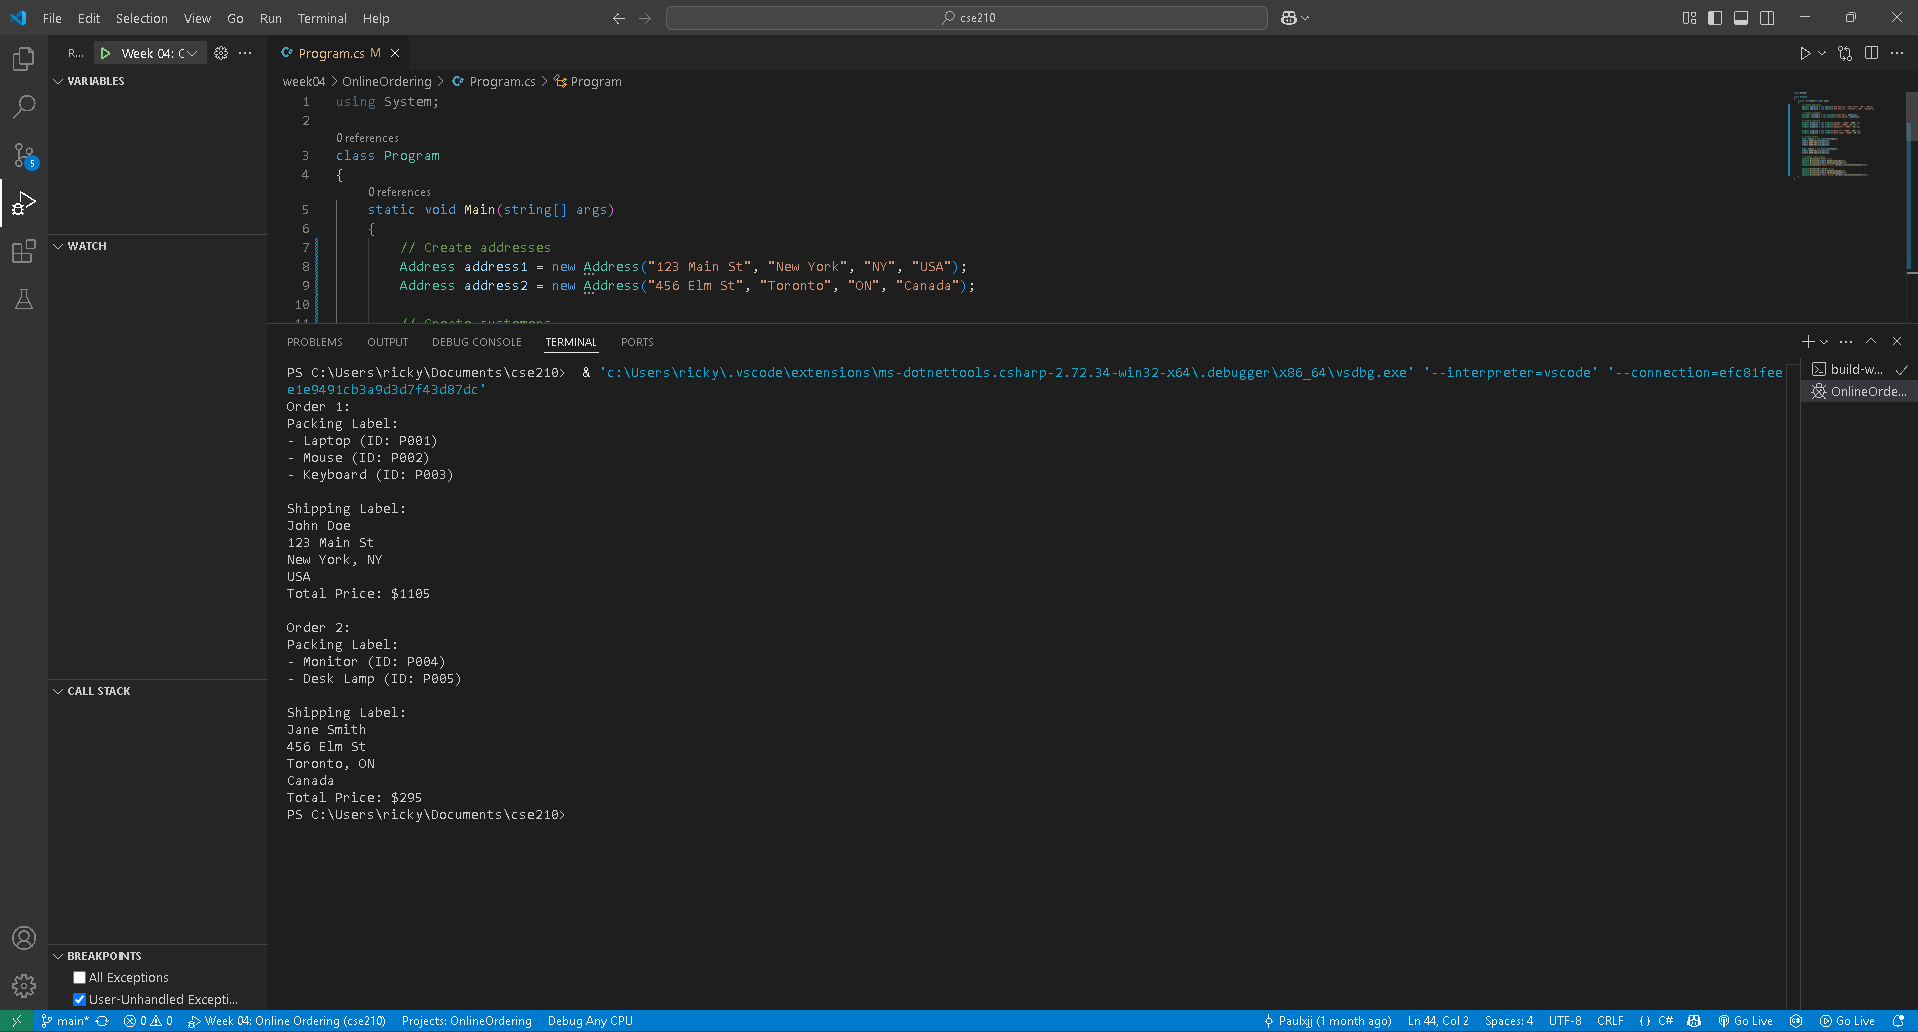 File Edit Selection View Go Run Terminal Help
cse210
R... Week 04: C
Program.cs M
VARIABLES
WATCH
CALL STACK
BREAKPOINTS
All Exceptions
User-Unhandled Excepti...
5
week04 > OnlineOrdering > Program.cs > Program
1 using System;
2
0 references
3 class Program
4 {
0 references
5 static void Main(string[] args)
6 {
7 // Create addresses
8 Address address1 = new Address("123 Main St", "New York", "NY", "USA");
9 Address address2 = new Address("456 Elm St", "Toronto", "ON", "Canada");
10
11 // Create customers
PROBLEMS OUTPUT DEBUG CONSOLE TERMINAL PORTS
PS C:\Users\ricky\Documents\cse210>  & 'c:\Users\ricky\.vscode\extensions\ms-dotnettools.csharp-2.72.34-win32-x64\.debugger\x86_64\vsdbg.exe' '--interpreter=vscode' '--connection=efc81fee
e1e9491cb3a9d3d7f43d87dc'
Order 1:
Packing Label:
- Laptop (ID: P001)
- Mouse (ID: P002)
- Keyboard (ID: P003)
Shipping Label:
John Doe
123 Main St
New York, NY
USA
Total Price: $1105
Order 2:
Packing Label:
- Monitor (ID: P004)
- Desk Lamp (ID: P005)
Shipping Label:
Jane Smith
456 Elm St
Toronto, ON
Canada
Total Price: $295
PS C:\Users\ricky\Documents\cse210>
build-w...
OnlineOrde...
main* 0 0 Week 04: Online Ordering (cse210) Projects: OnlineOrdering Debug Any CPU Paulxjj (1 month ago) Ln 44, Col 2 Spaces: 4 UTF-8 CRLF {} C# Go Live Go Live